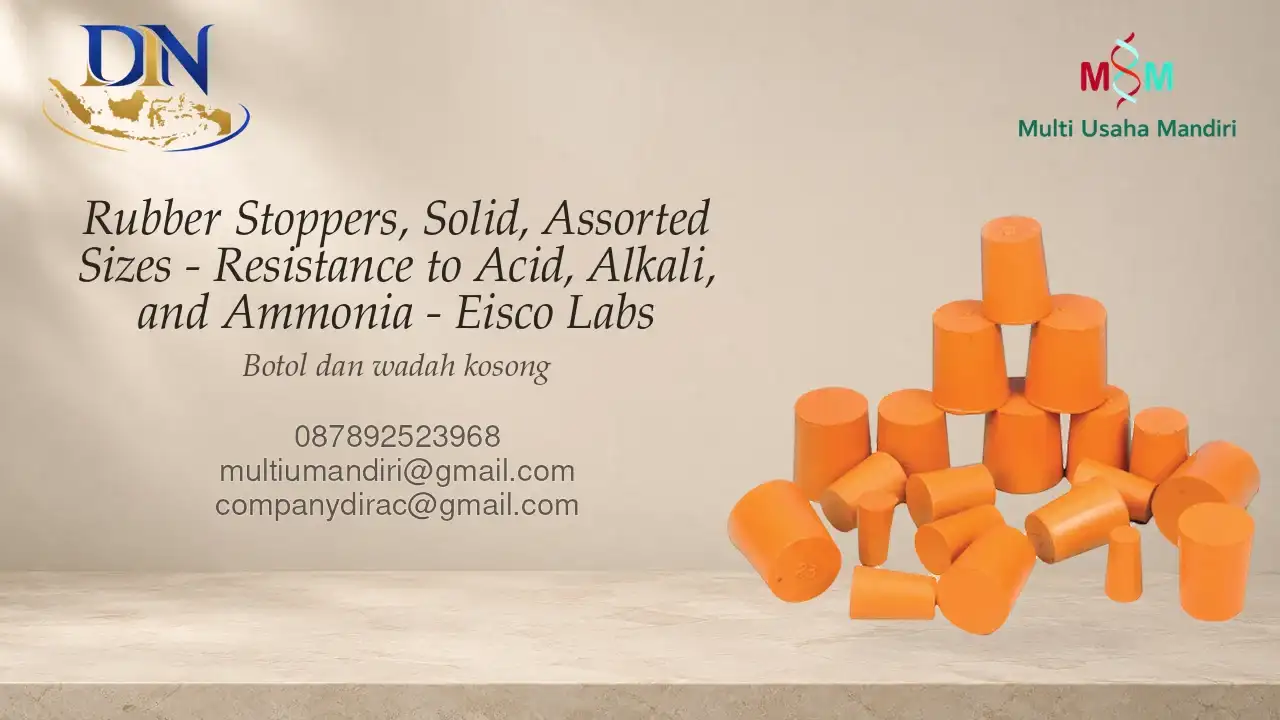 DIN
M M
Multi Usaha Mandiri
Rubber Stoppers, Solid, Assorted
Sizes - Resistance to Acid, Alkali,
and Ammonia - Eisco Labs
Botol dan wadah kosong
087892523968
multiumandiri@gmail.com
companydirac@gmail.com